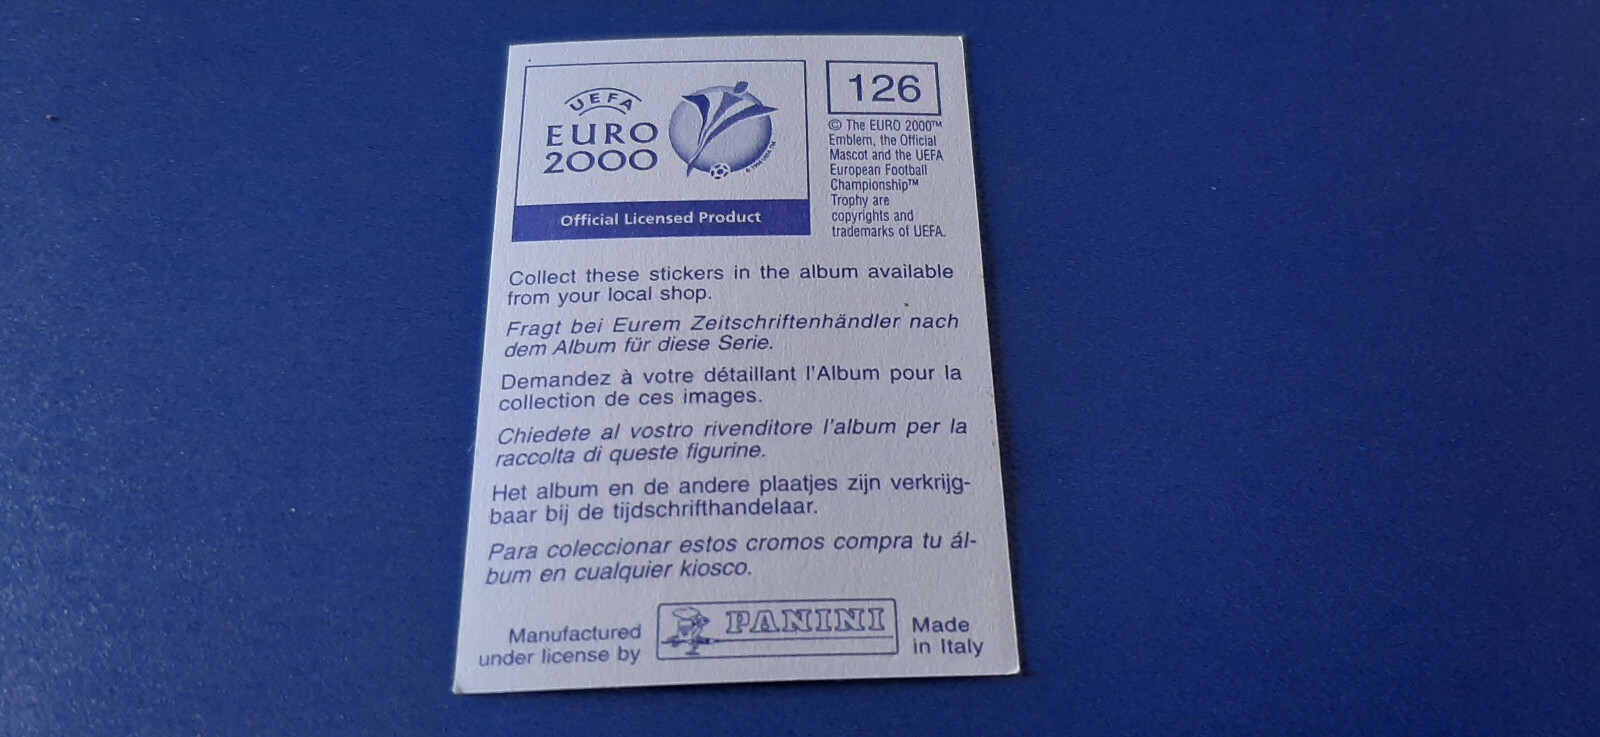 UEFA
EURO
2000
Official Licensed Product
126
© The EURO 2000™
Emblem, the Official
Mascot and the UEFA
European Football
Championship™
Trophy are
copyrights and
trademarks of UEFA.
Collect these stickers in the album available
from your local shop.
Fragt bei Eurem Zeitschriftenhändler nach
dem Album für diese Serie.
Demandez à votre détaillant l'Album pour la
collection de ces images.
Chiedete al vostro rivenditore l'album per la
raccolta di queste figurine.
Het album en de andere plaatjes zijn verkrijg-
baar bij de tijdschrifthandelaar.
Para coleccionar estos cromos compra tu ál-
bum en cualquier kiosco.
Manufactured
under license by
PANINI
Made
in Italy